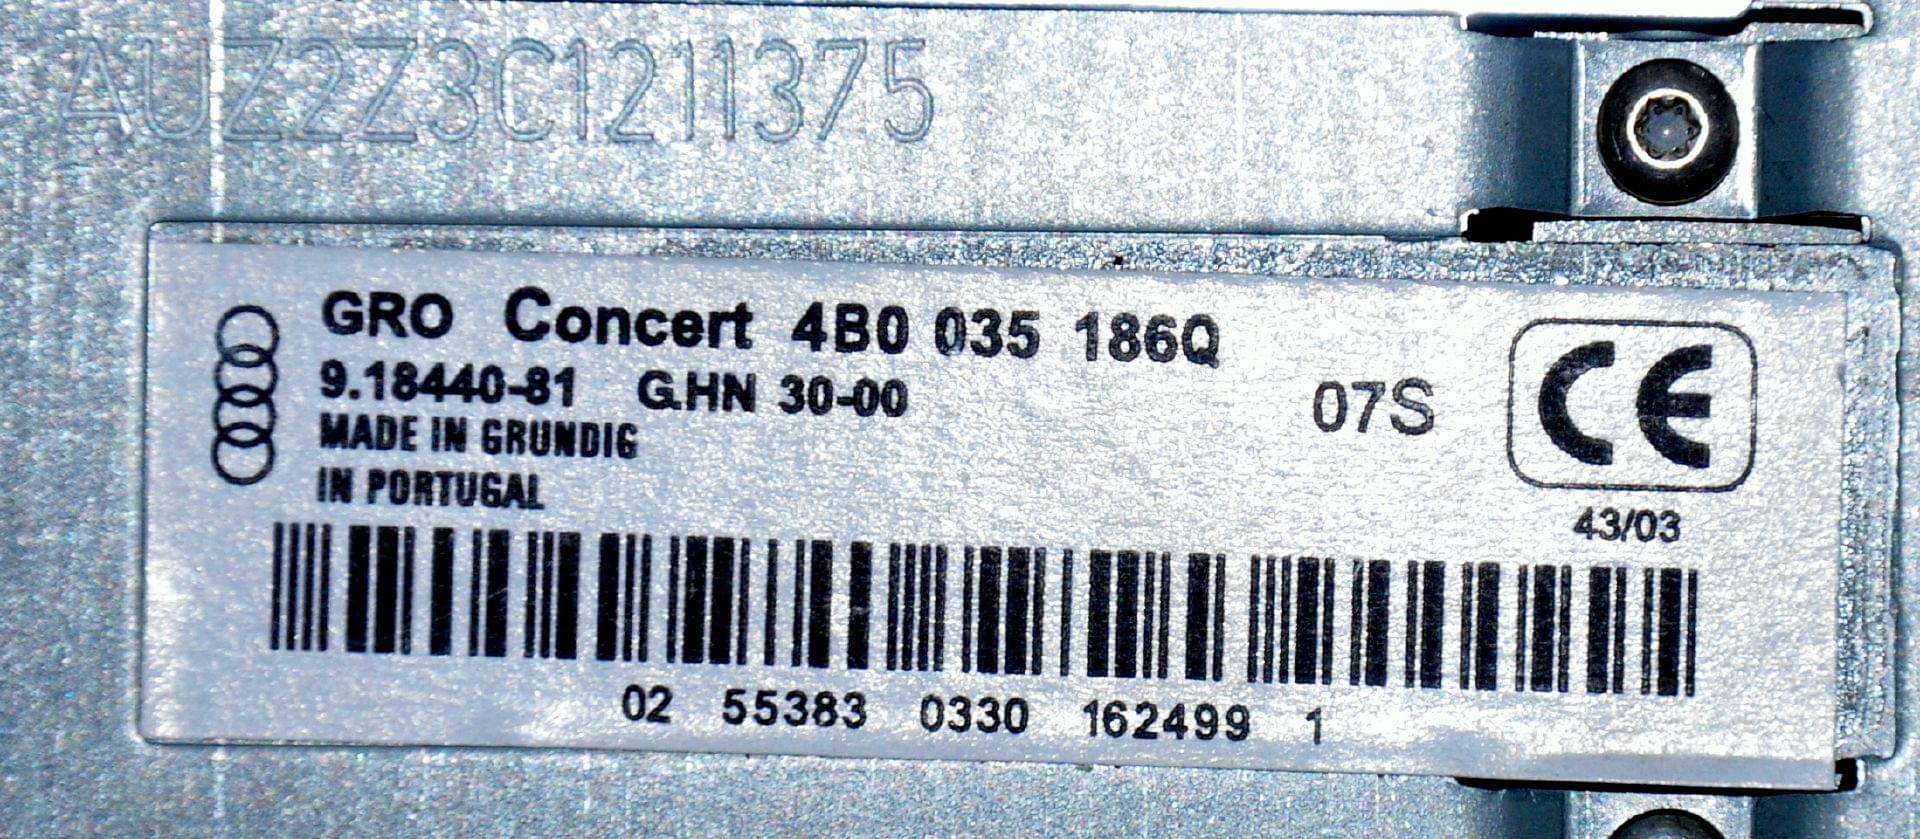 AUZ2Z3C1211375
GRO Concert 4B0 035 186Q
9.18440-81 G.HN 30-00
07S
CE
MADE IN GRUNDIG
IN PORTUGAL
43/03
02 55383 0330 162499 1